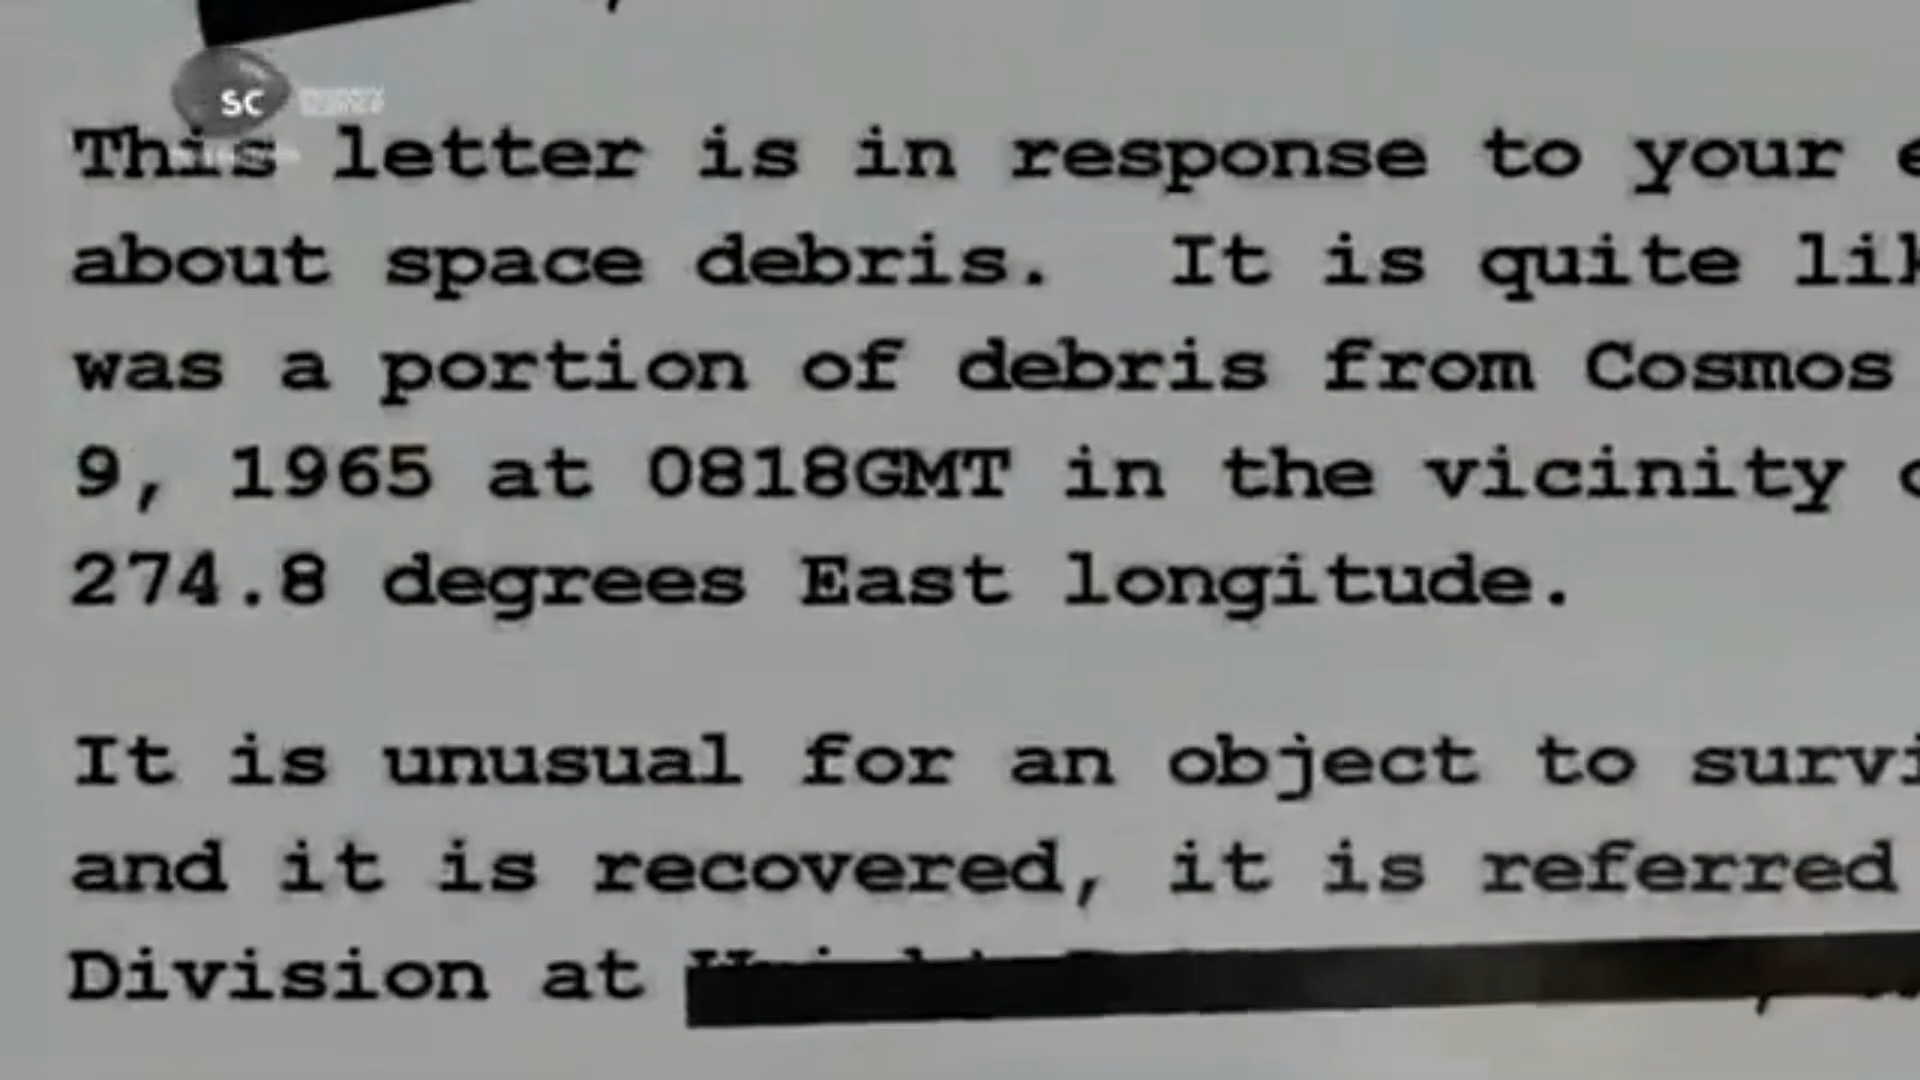 SC
This letter is in response to your e
about space debris.  It is quite lik
was a portion of debris from Cosmos
9, 1965 at 0818GMT in the vicinity o
274.8 degrees East longitude.
It is unusual for an object to survi
and it is recovered, it is referred
Division at